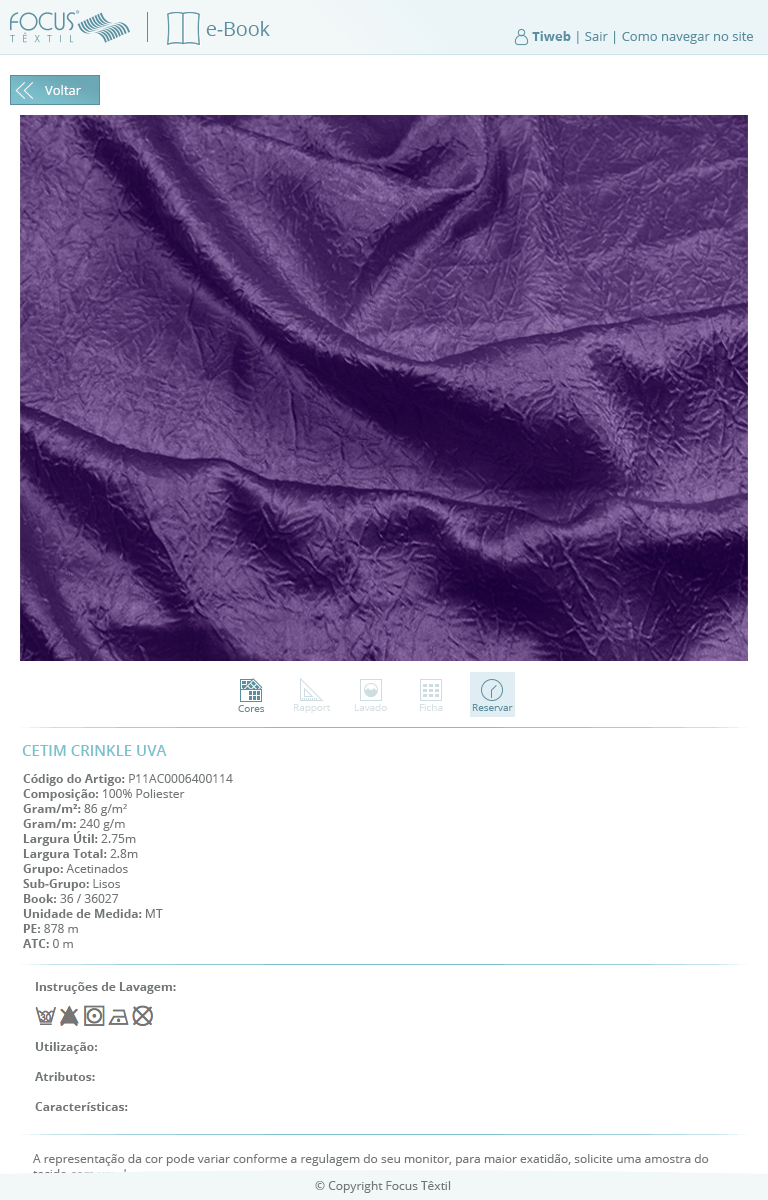 FOCUS
TÊXTIL
e-Book
Tiweb | Sair | Como navegar no site
Voltar
Cores
Rapport
Lavado
Ficha
Reservar
CETIM CRINKLE UVA
Código do Artigo: P11AC0006400114
Composição: 100% Poliester
Gram/m²: 86 g/m²
Gram/m: 240 g/m
Largura Útil: 2.75m
Largura Total: 2.8m
Grupo: Acetinados
Sub-Grupo: Lisos
Book: 36 / 36027
Unidade de Medida: MT
PE: 878 m
ATC: 0 m
Instruções de Lavagem:
30
Utilização:
Atributos:
Características:
A representação da cor pode variar conforme a regulagem do seu monitor, para maior exatidão, solicite uma amostra do
© Copyright Focus Têxtil